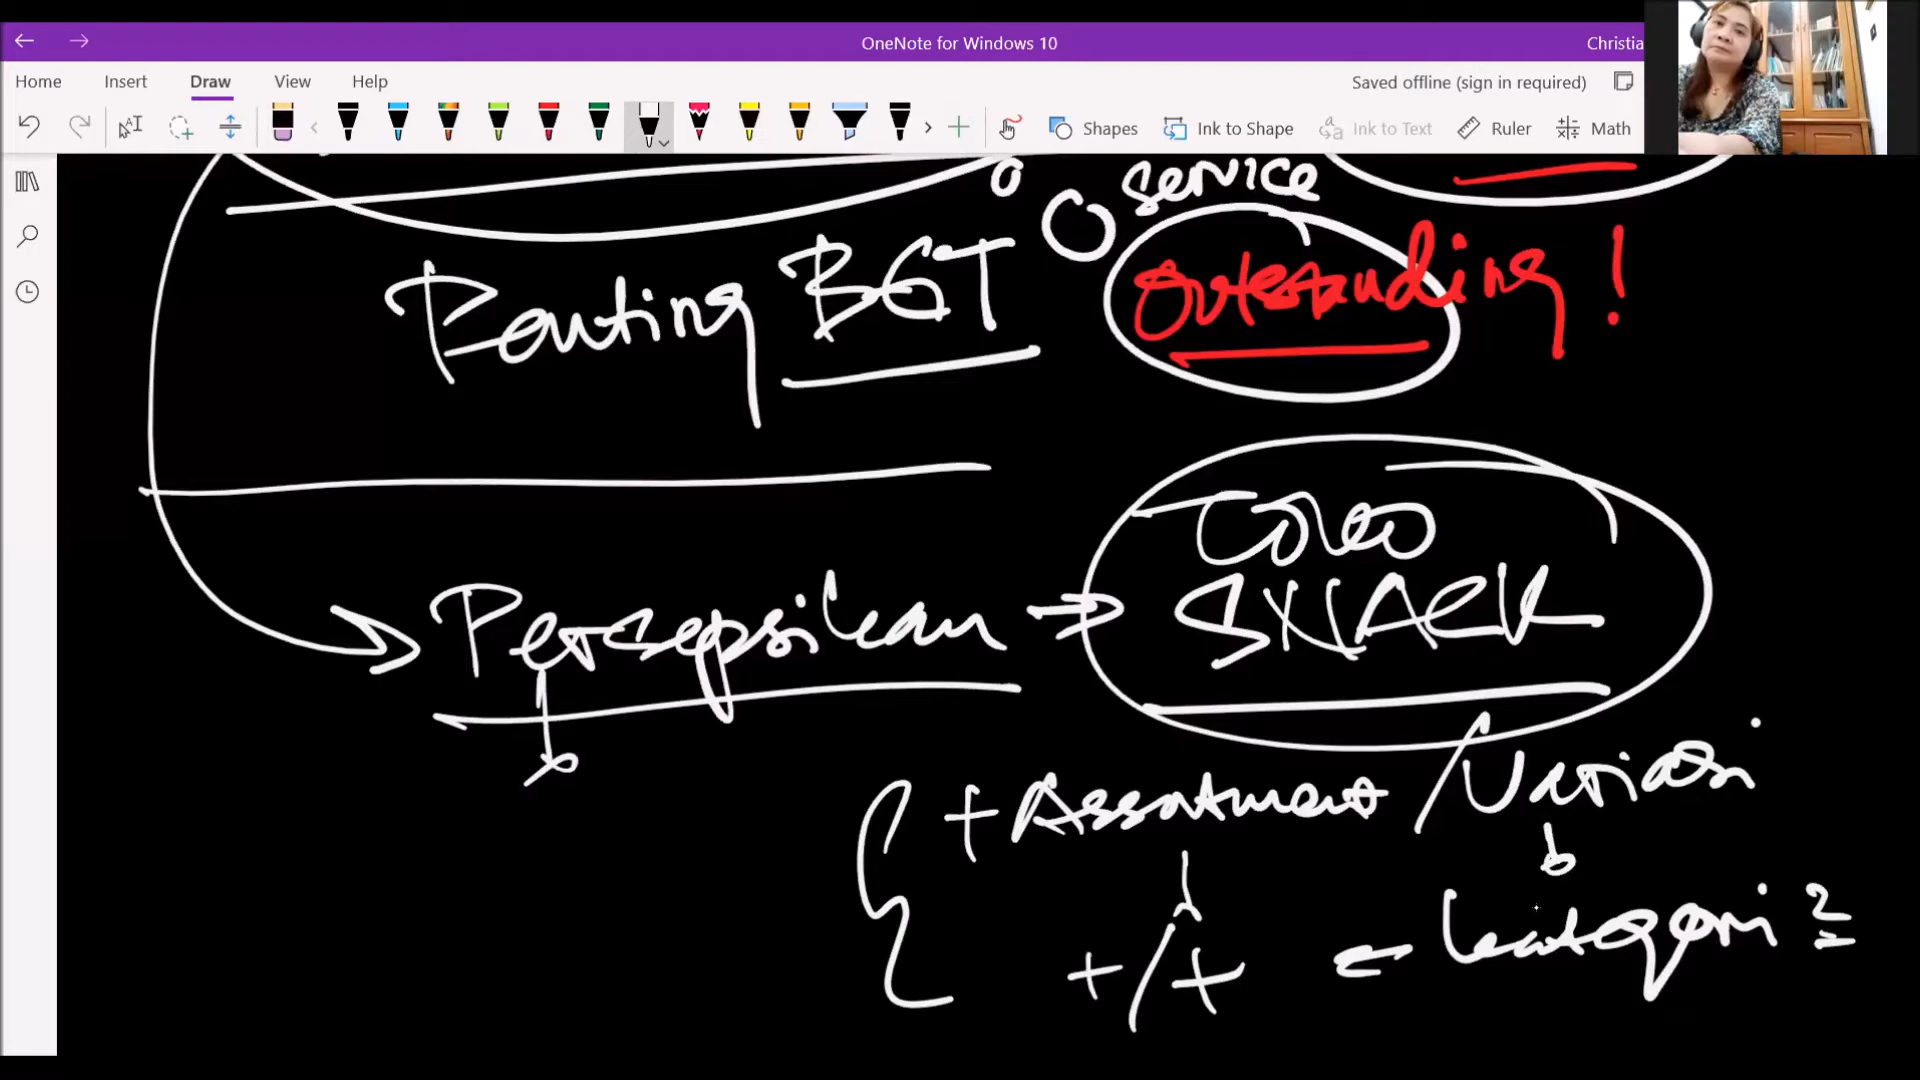 OneNote for Windows 10
Christia
Home Insert Draw View Help
Saved offline (sign in required)
Shapes Ink to Shape Ink to Text Ruler Math
service
Routing BGT Outstanding !
SNACK
Persepsikan
+ Assortment / Variasi
+/+ kategori ?